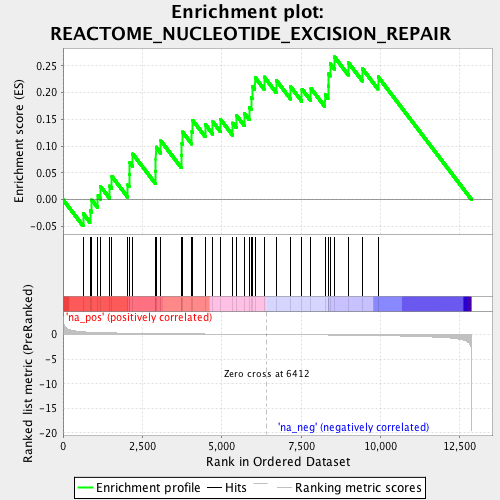 Enrichment plot:
REACTOME_NUCLEOTIDE_EXCISION_REPAIR
Enrichment score (ES)
0.25
0.20
0.15
0.10
0.05
0.00
-0.05
'na_pos' (positively correlated)
Ranked list metric (PreRanked)
0
-5
-10
-15
-20
Zero cross at 6412
'na_neg' (negatively correlated)
0
2,500
5,000
7,500
10,000
12,500
Rank in Ordered Dataset
Enrichment profile
Hits
Ranking metric scores